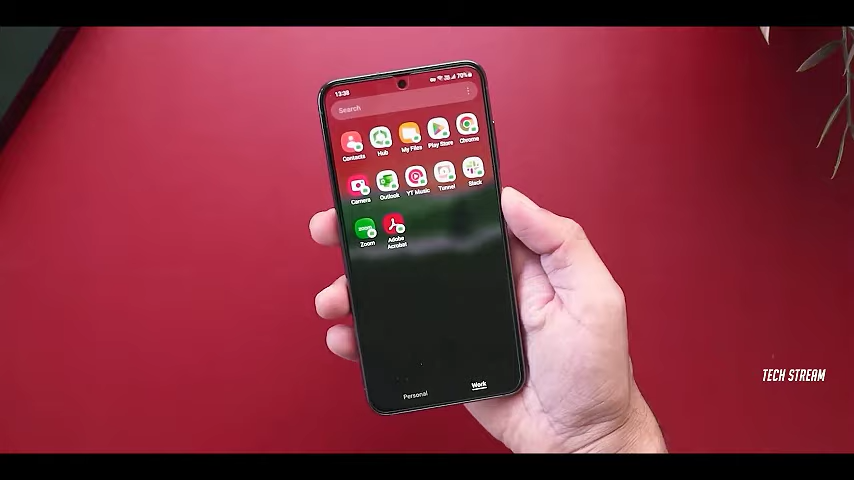 13:38
70%
Search
Contacts
Hub
My Files
Play Store
Chrome
Camera
Outlook
YT Music
Tunnel
Slack
Zoom
Adobe
Acrobat
Personal
Work
TECH STREAM